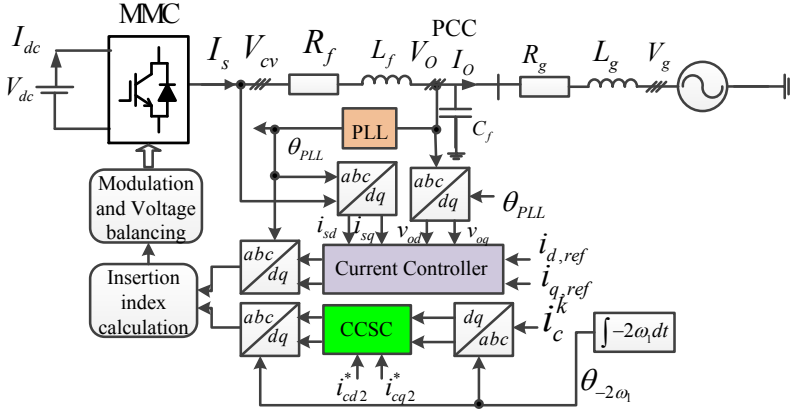 MMC
I_dc
V_dc
I_s
V_cv
R_f
L_f
V_O
PCC
I_O
R_g
L_g
V_g
C_f
PLL
θ_PLL
abc
dq
abc
dq
θ_PLL
Modulation
and Voltage
balancing
i_sd
i_sq
v_od
v_oq
abc
dq
Current Controller
i_d,ref
i_q,ref
Insertion
index
calculation
abc
dq
CCSC
dq
abc
i_c^k
∫-2ω_1dt
i*_cd2
i*_cq2
θ_-2ω_1